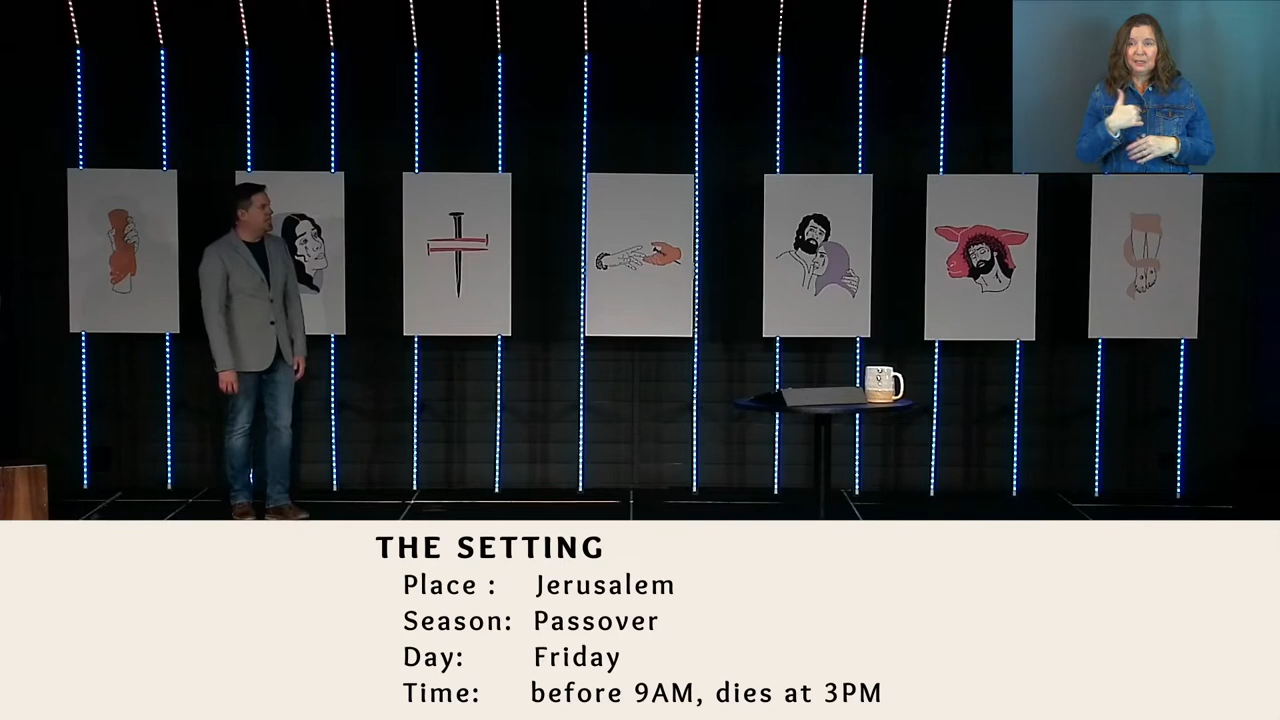 THE SETTING
Place : Jerusalem
Season: Passover
Day: Friday
Time: before 9AM, dies at 3PM